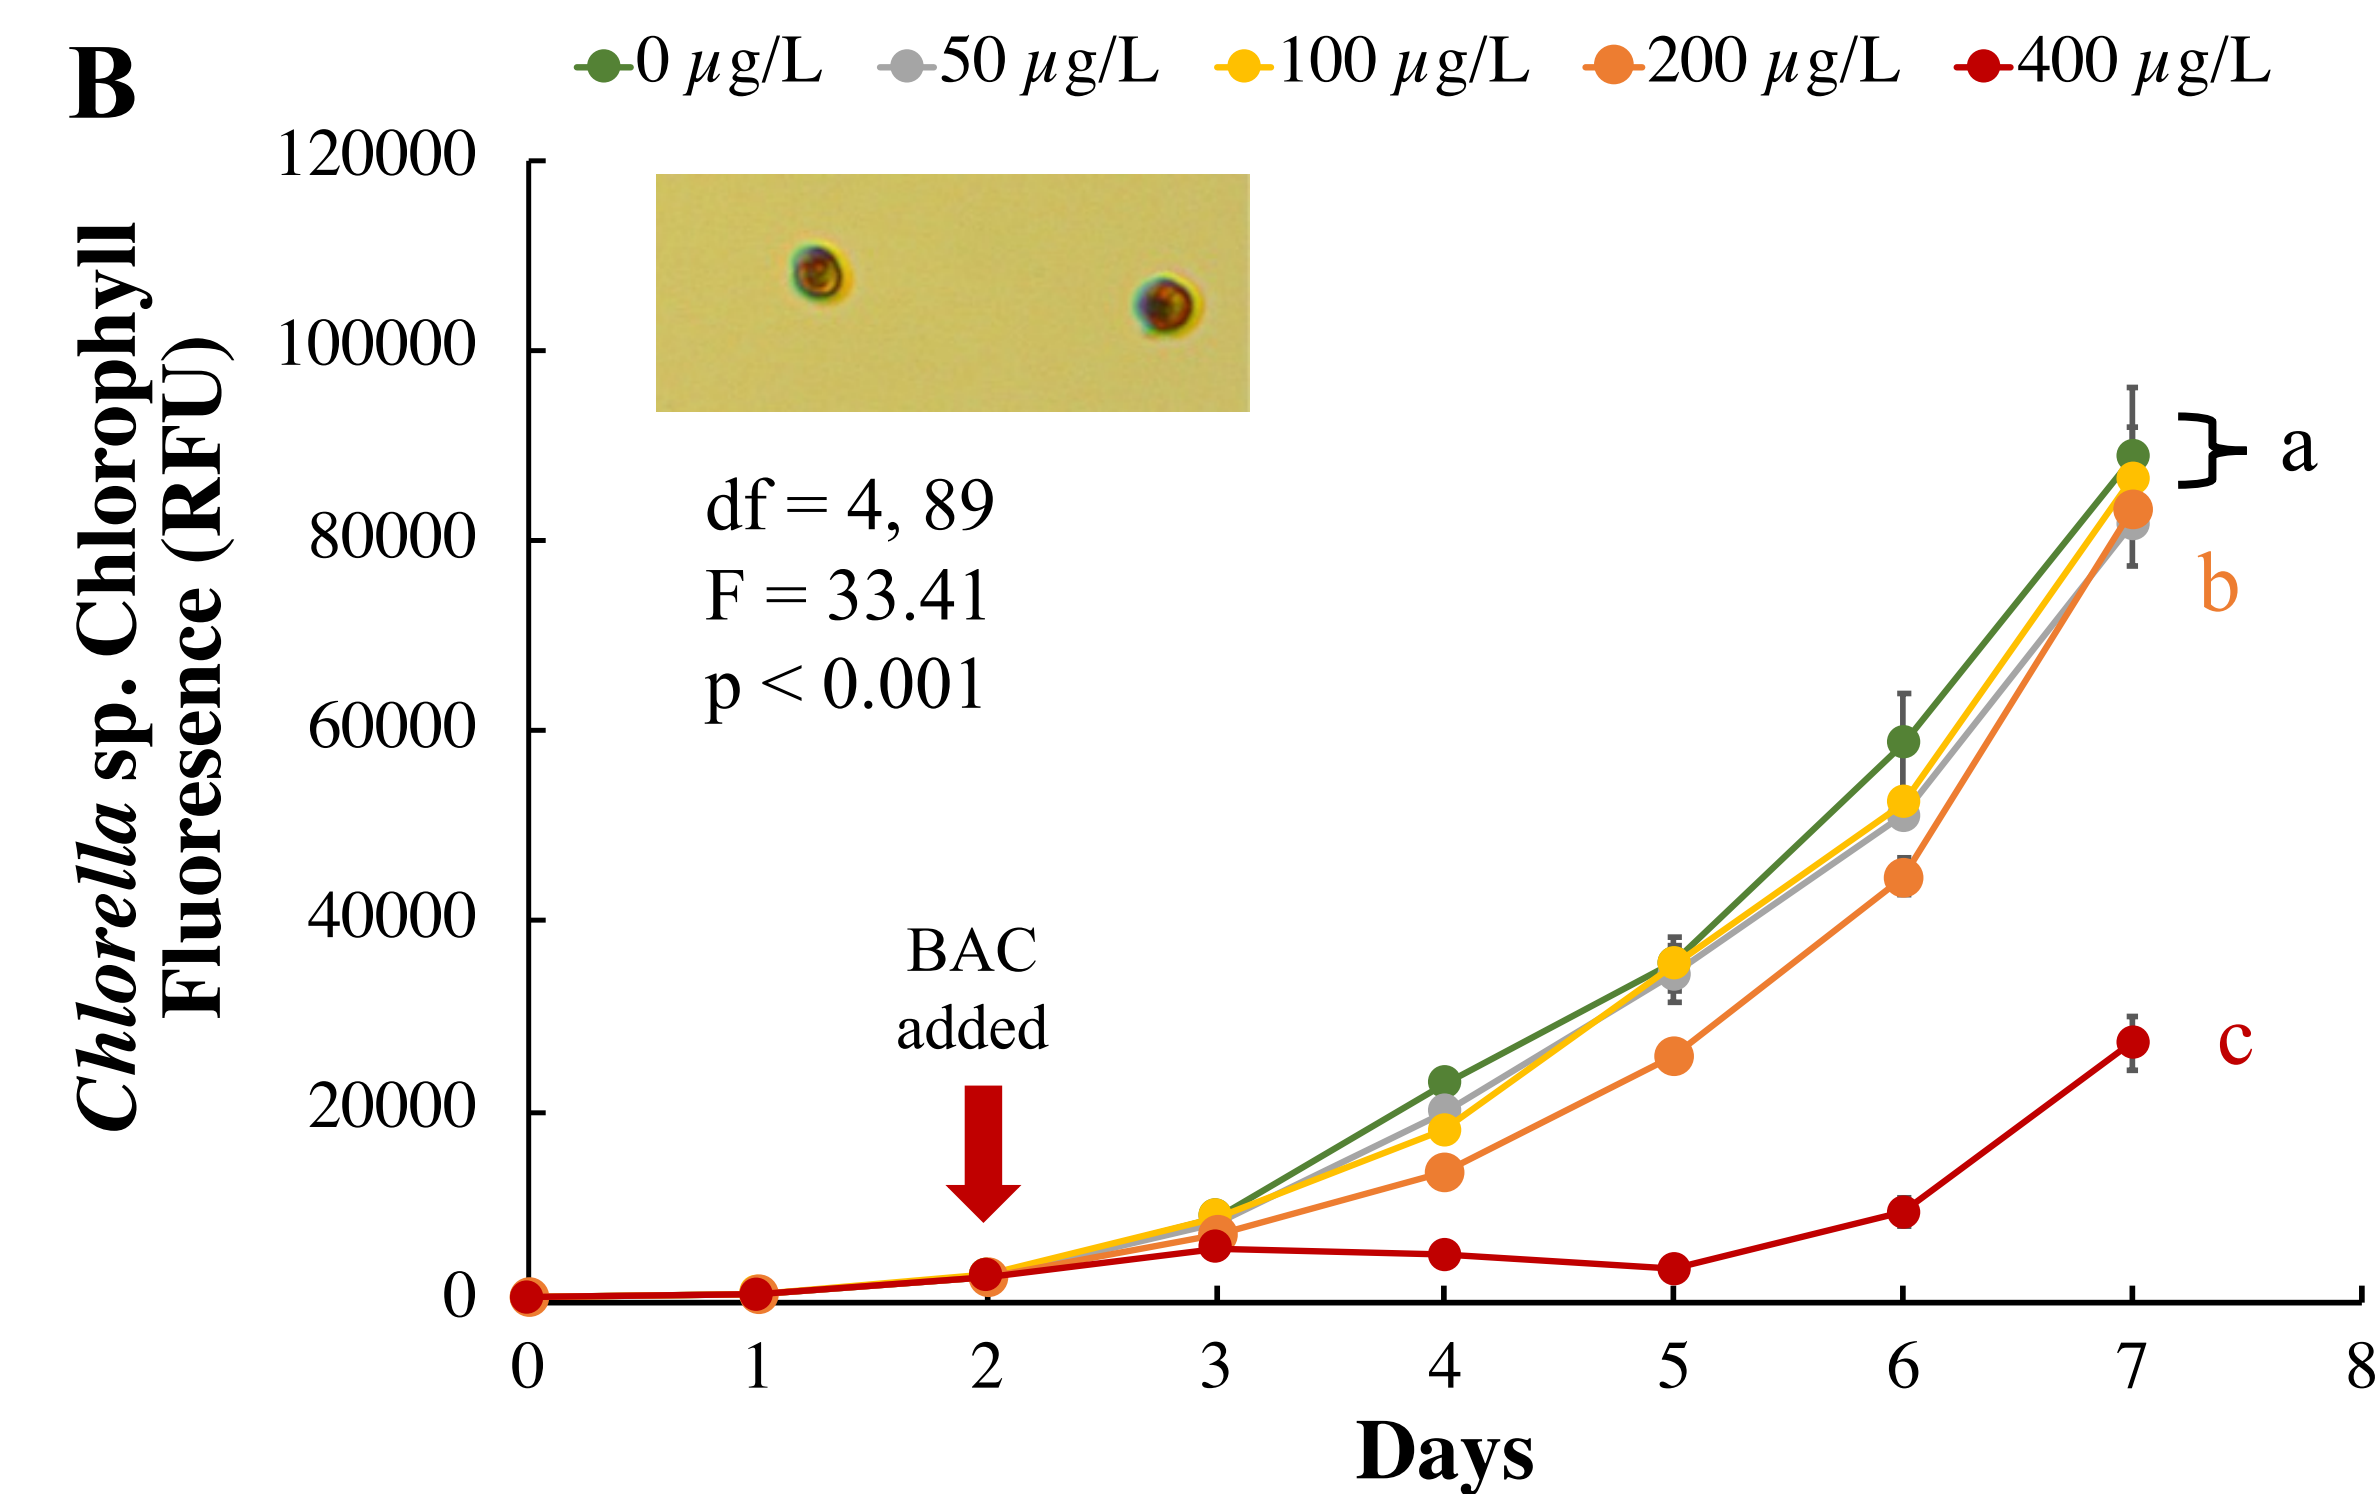 B
0 µg/L 50 µg/L 100 µg/L 200 µg/L 400 µg/L
Chlorella sp. Chlorophyll
Fluoresence (RFU)
120000
100000
80000
60000
40000
20000
0
df = 4, 89
F = 33.41
p < 0.001
BAC
added
a
b
c
0 1 2 3 4 5 6 7 8
Days